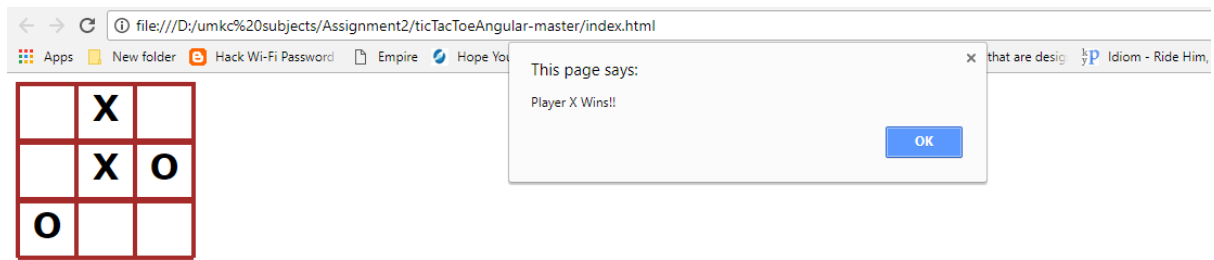 file:///D:/umkc%20subjects/Assignment2/ticTacToeAngular-master/index.html
Apps New folder Hack Wi-Fi Password Empire Hope You that are desig Idiom - Ride Him,
This page says:
Player X Wins!!
OK
X
X O
O